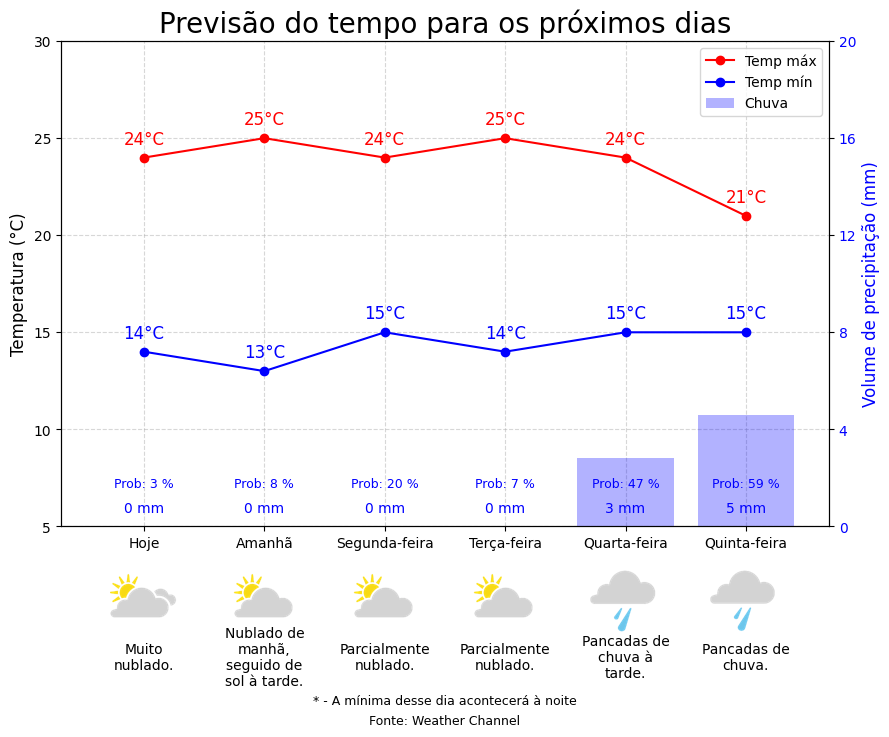 Previsão do tempo para os próximos dias
30
25
20
15
10
5
Temperatura (°C)
20
16
12
8
4
0
Volume de precipitação (mm)
Temp máx
Temp mín
Chuva
24°C
25°C
24°C
25°C
24°C
21°C
14°C
13°C
15°C
14°C
15°C
15°C
Prob: 3 %
Prob: 8 %
Prob: 20 %
Prob: 7 %
Prob: 47 %
Prob: 59 %
0 mm
0 mm
0 mm
0 mm
3 mm
5 mm
Hoje
Amanhã
Segunda-feira
Terça-feira
Quarta-feira
Quinta-feira
Muito
nublado.
Nublado de
manhã,
seguido de
sol à tarde.
Parcialmente
nublado.
Parcialmente
nublado.
Pancadas de
chuva à
tarde.
Pancadas de
chuva.
* - A mínima desse dia acontecerá à noite
Fonte: Weather Channel